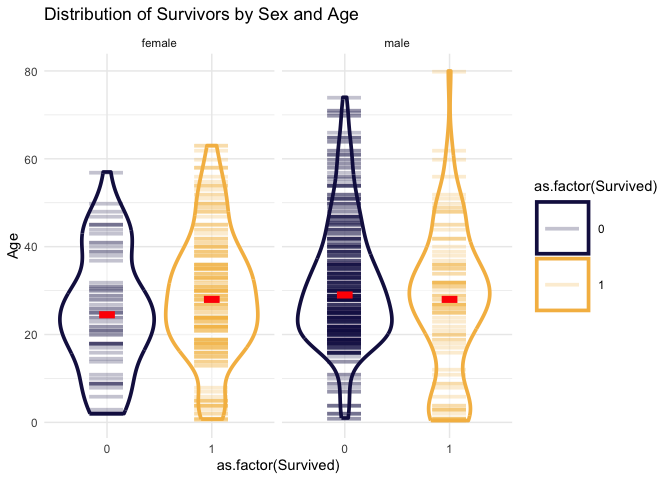 Distribution of Survivors by Sex and Age
female
male
80
60
40
20
0
Age
0
1
0
1
as.factor(Survived)
as.factor(Survived)
0
1